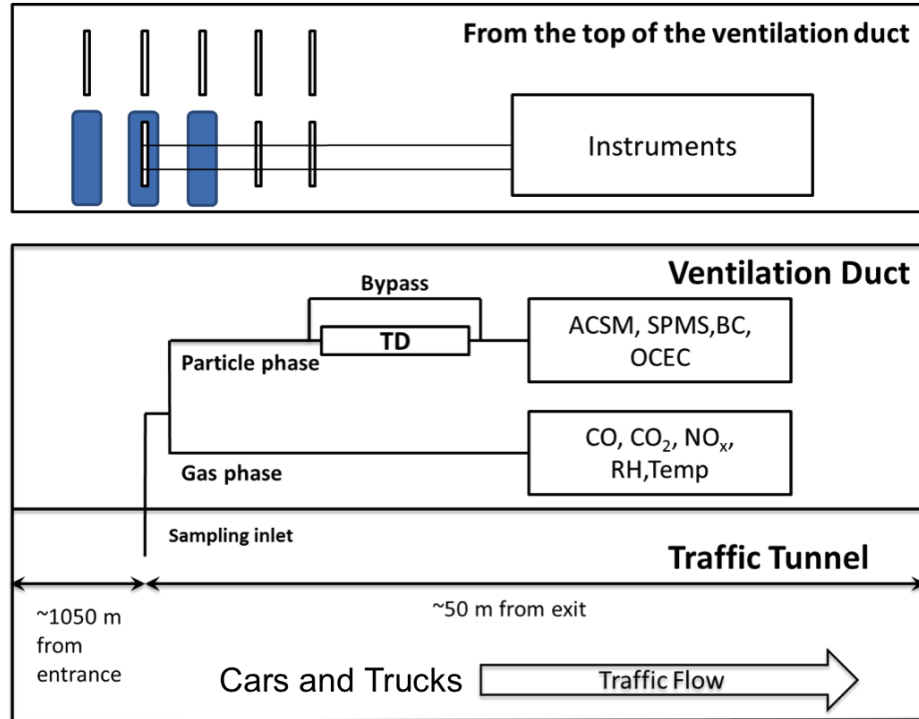 From the top of the ventilation duct
Instruments
Ventilation Duct
Bypass
TD
Particle phase
ACSM, SPMS,BC,
OCEC
Gas phase
CO, CO₂, NOₓ,
RH,Temp
Sampling inlet
Traffic Tunnel
~1050 m
from
entrance
~50 m from exit
Cars and Trucks
Traffic Flow